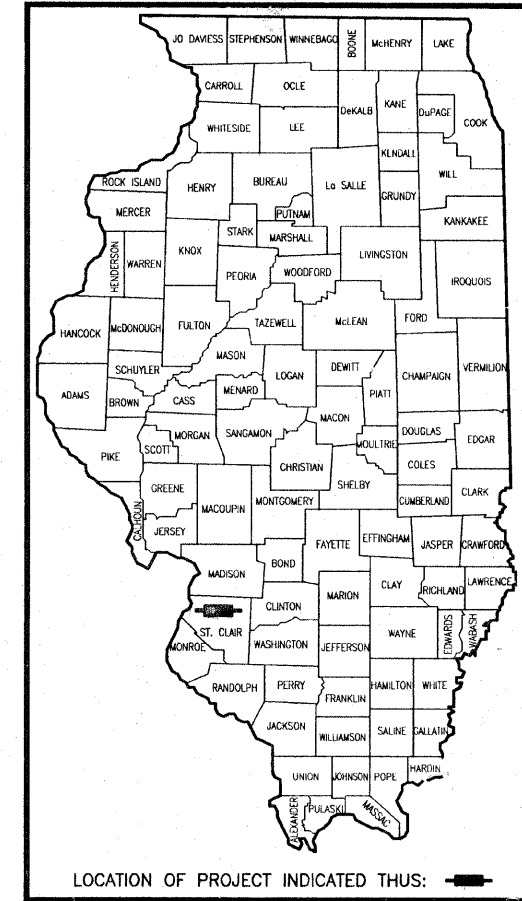 JO DAVIESS STEPHENSON WINNEBAGO BOONE McHENRY LAKE
CARROLL OCLE
DeKALB KANE DuPAGE COOK
WHITESIDE LEE
KENDALL WILL
ROCK ISLAND HENRY BUREAU La SALLE GRUNDY
MERCER PUTNAM KANKAKEE
STARK MARSHALL
HENDERSON WARREN KNOX PEORIA WOODFORD LIVINGSTON IROQUOIS
HANCOCK McDONOUGH FULTON TAZEWELL McLEAN FORD
MASON
SCHUYLER LOGAN DEWITT CHAMPAIGN VERMILION
ADAMS BROWN CASS MENARD PIATT
MACON
MORGAN SANGAMON DOUGLAS EDGAR
PIKE SCOTT MOULTRIE
CHRISTIAN COLES
GREENE SHELBY CLARK
CALHOUN MACOUPIN MONTGOMERY CUMBERLAND
JERSEY FAYETTE EFFINGHAM JASPER CRAWFORD
MADISON BOND
CLAY RICHLAND LAWRENCE
CLINTON MARION
ST. CLAIR WAYNE EDWARDS WABASH
MONROE WASHINGTON JEFFERSON
RANDOLPH PERRY HAMILTON WHITE
FRANKLIN
JACKSON WILLIAMSON SALINE GALLATIN
UNION JOHNSON POPE HARDIN
ALEXANDER PULASKI MASSAC
LOCATION OF PROJECT INDICATED THUS: